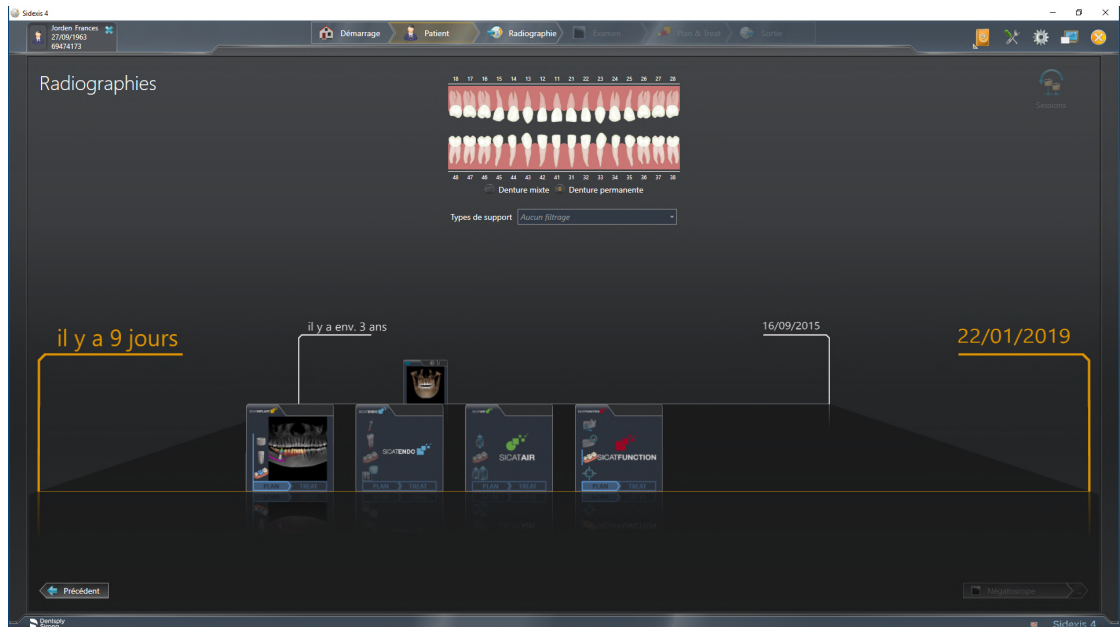 Sidexis 4
Jorden Frances
27/09/1963
69474173
Démarrage
Patient
Radiographie
Examen
Plan & Treat
Sortie
Radiographies
Sessions
18 17 16 15 14 13 12 11 21 22 23 24 25 26 27 28
48 47 46 45 44 43 42 41 31 32 33 34 35 36 37 38
Denture mixte Denture permanente
Types de support Aucun filtrage
il y a 9 jours
il y a env. 3 ans
16/09/2015
22/01/2019
SICATENDO
SICATAIR
SICATFUNCTION
PLAN TREAT
PLAN TREAT
PLAN TREAT
PLAN TREAT
Précédent
Négatoscope
Dentsply
Sirona
Sidexis 4